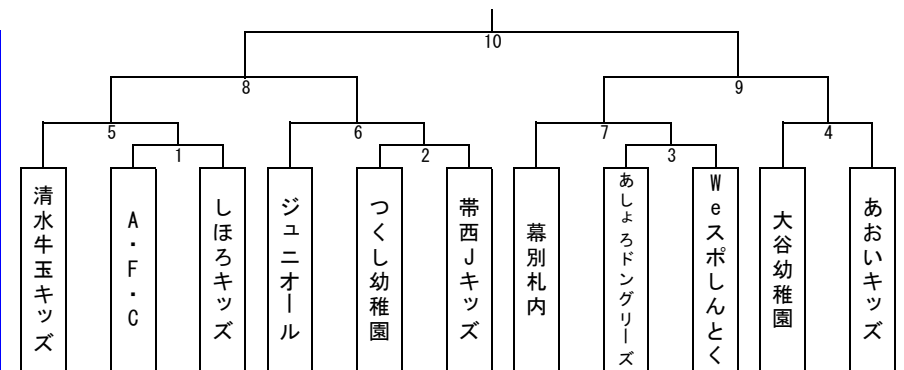 10
8
9
5
6
7
4
1
2
3
清水牛玉キッズ
A・F・C
しほろキッズ
ジュニオール
つくし幼稚園
帯西Jキッズ
幕別札内
あしょろドングリーズ
Weスポしんとく
大谷幼稚園
あおいキッズ